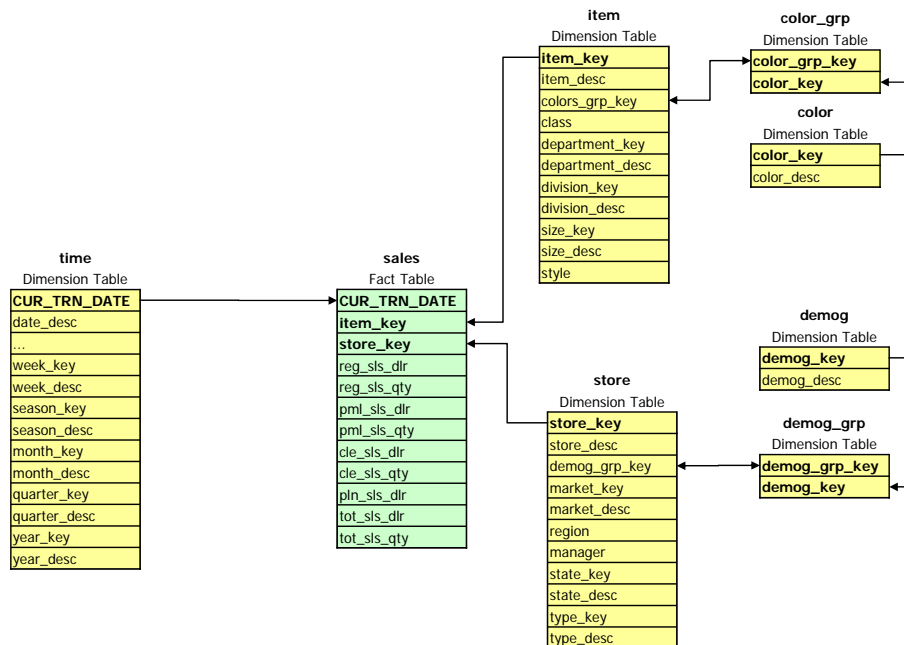 item
Dimension Table
item_key
item_desc
colors_grp_key
class
department_key
department_desc
division_key
division_desc
size_key
size_desc
style
color_grp
Dimension Table
color_grp_key
color_key
color
Dimension Table
color_key
color_desc
time
Dimension Table
CUR_TRN_DATE
date_desc
...
week_key
week_desc
season_key
season_desc
month_key
month_desc
quarter_key
quarter_desc
year_key
year_desc
sales
Fact Table
CUR_TRN_DATE
item_key
store_key
reg_sls_dlr
reg_sls_qty
pml_sls_dlr
pml_sls_qty
cle_sls_dlr
cle_sls_qty
pln_sls_dlr
tot_sls_dlr
tot_sls_qty
store
Dimension Table
store_key
store_desc
demog_grp_key
market_key
market_desc
region
manager
state_key
state_desc
type_key
type_desc
demog
Dimension Table
demog_key
demog_desc
demog_grp
Dimension Table
demog_grp_key
demog_key